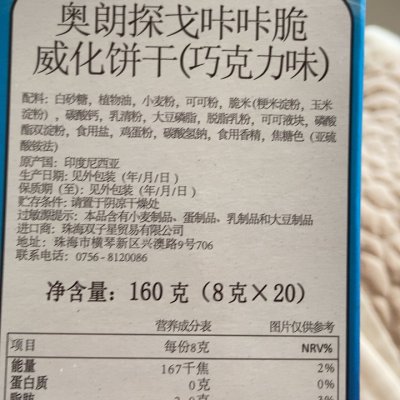 奥朗探戈咔咔脆
威化饼干(巧克力味)
配料：白砂糖，植物油，小麦粉，可可粉，脆米(粳米淀粉，玉米
淀粉），碳酸钙，乳清粉，大豆磷脂，脱脂乳粉，可可液块，磷酸
酯双淀粉，食用盐，鸡蛋粉，碳酸氢钠，食用香精，焦糖色（亚硫
酸铵法）
原产国：印度尼西亚
生产日期：见外包装（年/月/日）
保质期（至）：见外包装（年/月/日）
贮存条件：请置于阴凉干燥处
过敏源提示：本品含有小麦制品、蛋制品、乳制品和大豆制品
进口商：珠海双子星贸易有限公司
地址：珠海市横琴新区兴澳路9号706
联系电话：0756-8120086
净含量：160克（8克×20）
营养成分表 图片仅供参考
项目 每份8克 NRV%
能量 167千焦 2%
蛋白质 0克 0%
脂肪 3%